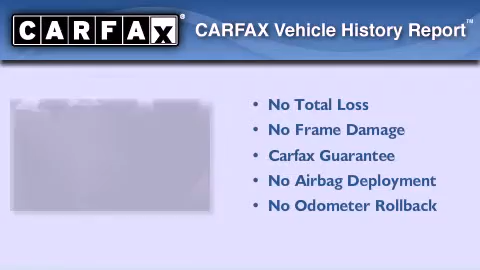 CARFAX® CARFAX Vehicle History Report™
• No Total Loss
• No Frame Damage
• Carfax Guarantee
• No Airbag Deployment
• No Odometer Rollback